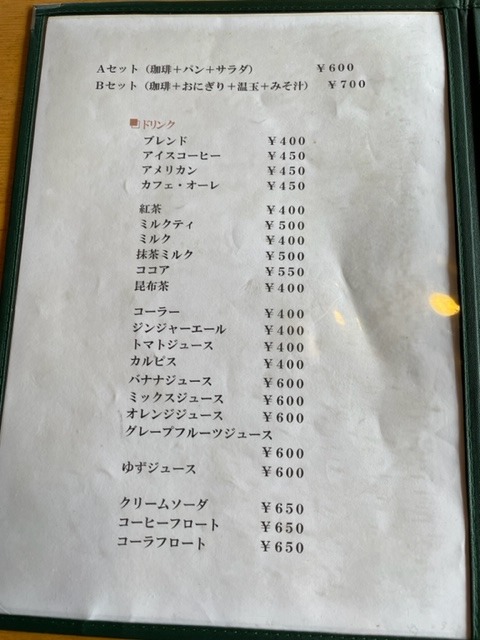 Aセット（珈琲＋パン＋サラダ） ￥600
Bセット（珈琲＋おにぎり＋温玉＋みそ汁） ￥700
ドリンク
ブレンド ￥400
アイスコーヒー ￥450
アメリカン ￥450
カフェ・オーレ ￥450
紅茶 ￥400
ミルクティ ￥500
ミルク ￥400
抹茶ミルク ￥500
ココア ￥550
昆布茶 ￥400
コーラー ￥400
ジンジャーエール ￥400
トマトジュース ￥400
カルピス ￥400
バナナジュース ￥600
ミックスジュース ￥600
オレンジジュース ￥600
グレープフルーツジュース
￥600
ゆずジュース ￥600
クリームソーダ ￥650
コーヒーフロート ￥650
コーラフロート ￥650